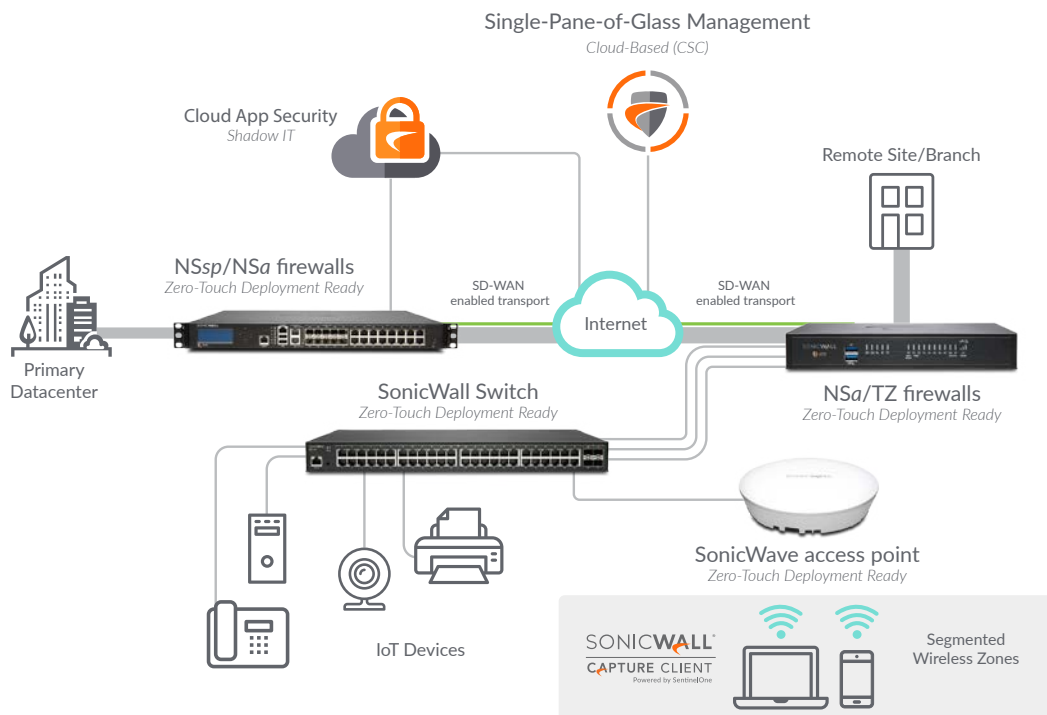 Single-Pane-of-Glass Management
Cloud-Based (CSC)
Cloud App Security
Shadow IT
Remote Site/Branch
NSsp/NSa firewalls
Zero-Touch Deployment Ready
SD-WAN
enabled transport
Internet
SD-WAN
enabled transport
SONICWALL
Primary
Datacenter
SonicWall Switch
Zero-Touch Deployment Ready
NSa/TZ firewalls
Zero-Touch Deployment Ready
SonicWave access point
Zero-Touch Deployment Ready
IoT Devices
SONICWALL
CAPTURE CLIENT
Powered by SentinelOne
Segmented
Wireless Zones